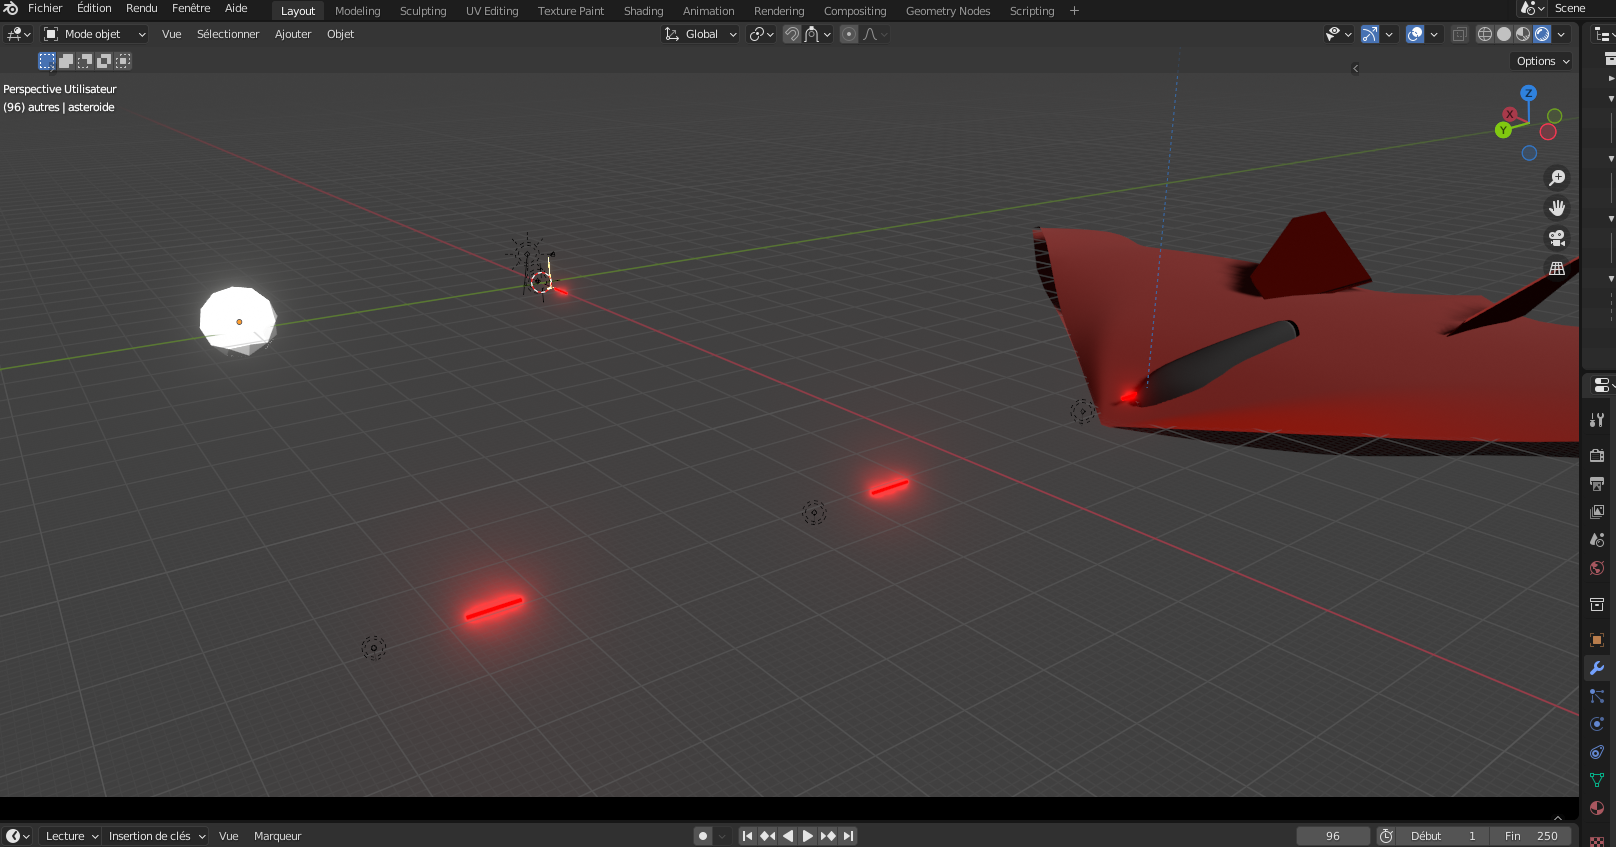 Fichier Édition Rendu Fenêtre Aide Layout Modeling Sculpting UV Editing Texture Paint Shading Animation Rendering Compositing Geometry Nodes Scripting + Scene
Mode objet Vue Sélectionner Ajouter Objet Global
Options
Perspective Utilisateur
(96) autres | asteroide
Z
X
Y
Lecture Insertion de clés Vue Marqueur 96 Début 1 Fin 250